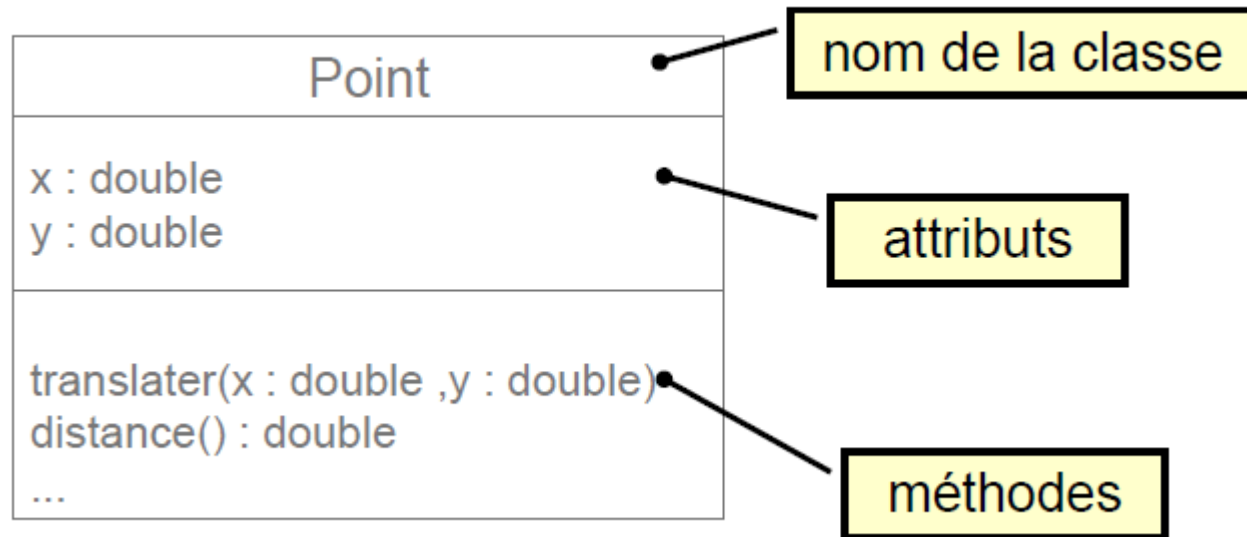 Point
nom de la classe
x : double
y : double
attributs
translater(x : double ,y : double)
distance() : double
...
méthodes